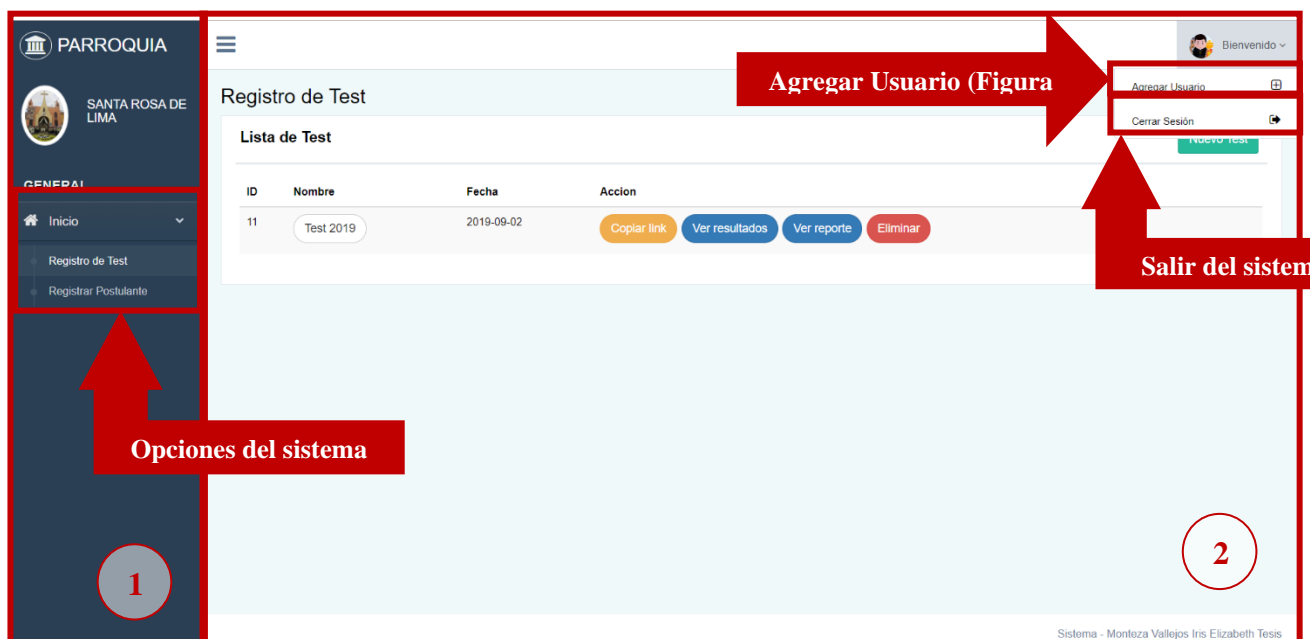 PARROQUIA
SANTA ROSA DE
LIMA
GENERAL
Inicio
Registro de Test
Registrar Postulante
Opciones del sistema
1
Bienvenido
Agregar Usuario (Figura
Agregar Usuario
Cerrar Sesión
Registro de Test
Lista de Test
Nuevo Test
ID Nombre Fecha Accion
11 Test 2019 2019-09-02 Copiar link Ver resultados Ver reporte Eliminar
Salir del sistem
2
Sistema - Monteza Vallejos Iris Elizabeth Tesis